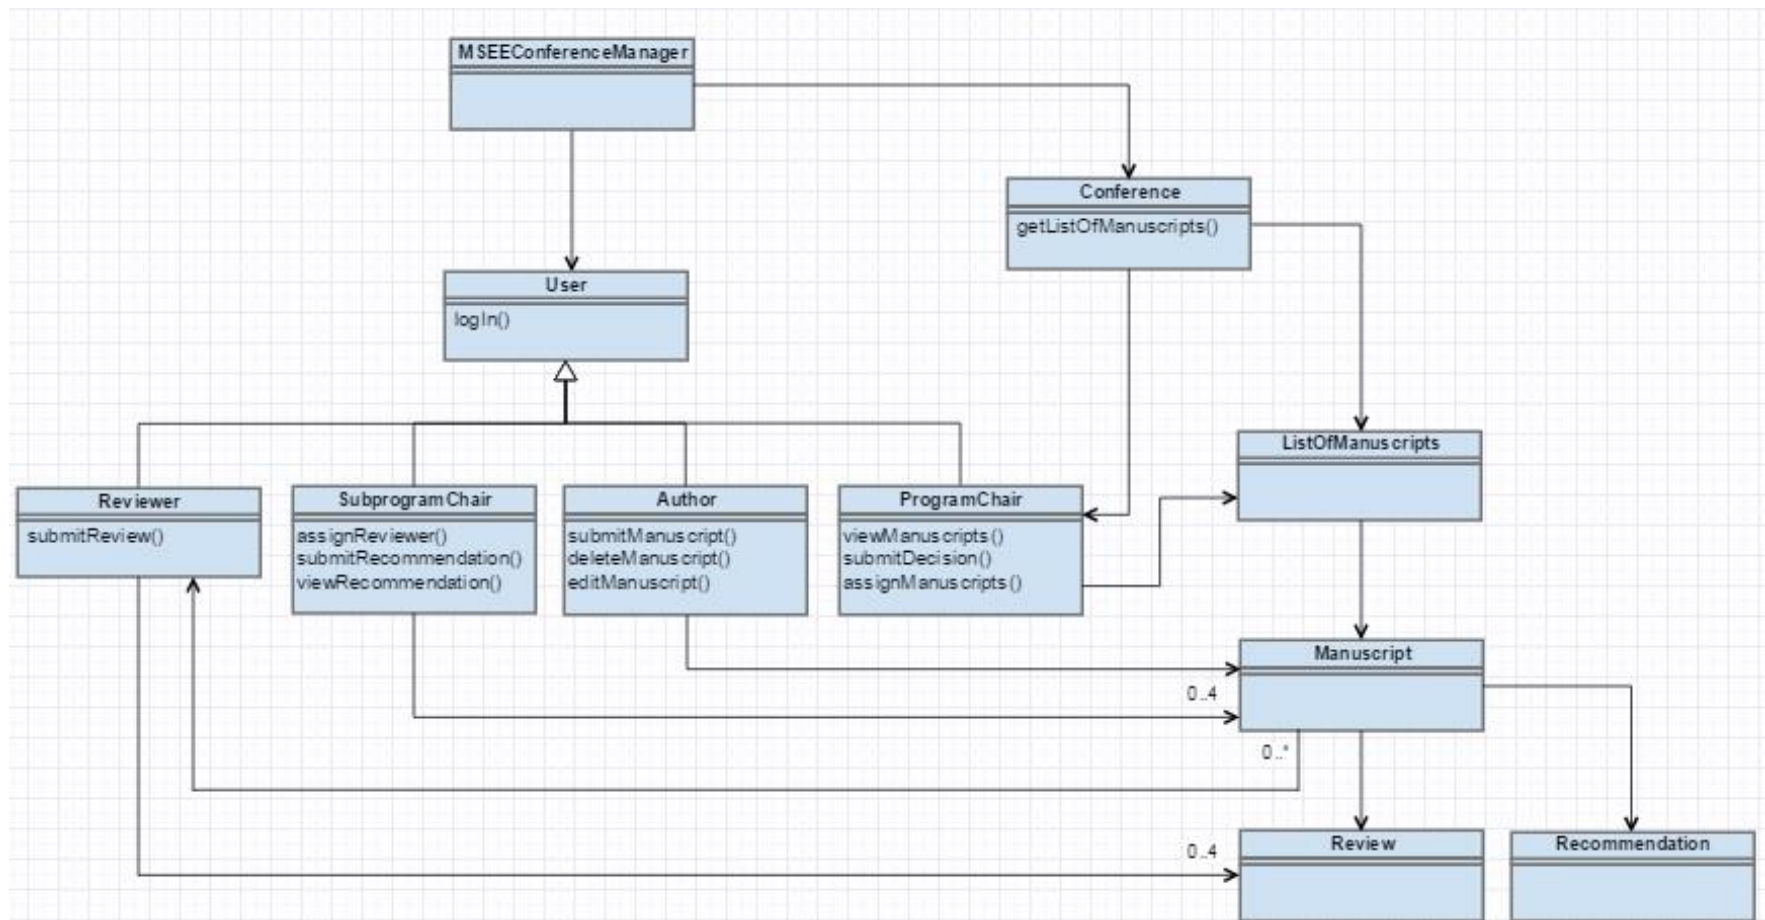 MSEEConferenceManager
Conference
getListOfManuscripts()
User
logIn()
ListOfManuscripts
Reviewer
submitReview()
SubprogramChair
assignReviewer()
submitRecommendation()
viewRecommendation()
Author
submitManuscript()
deleteManuscript()
editManuscript()
ProgramChair
viewManuscripts()
submitDecision()
assignManuscripts()
Manuscript
0..4
0..*
Review
0..4
Recommendation